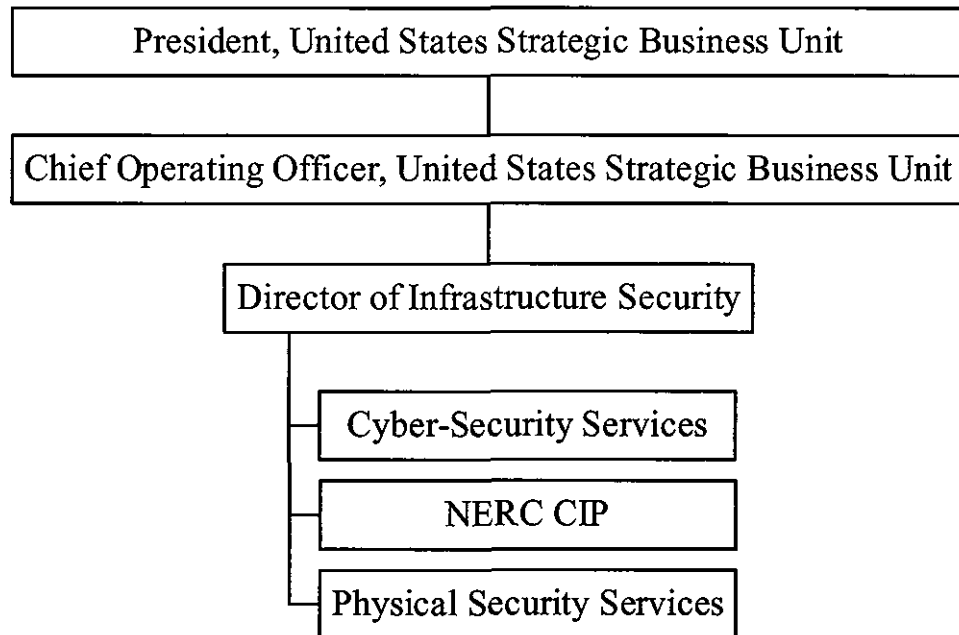 President, United States Strategic Business Unit
Chief Operating Officer, United States Strategic Business Unit
Director of Infrastructure Security
Cyber-Security Services
NERC CIP
Physical Security Services